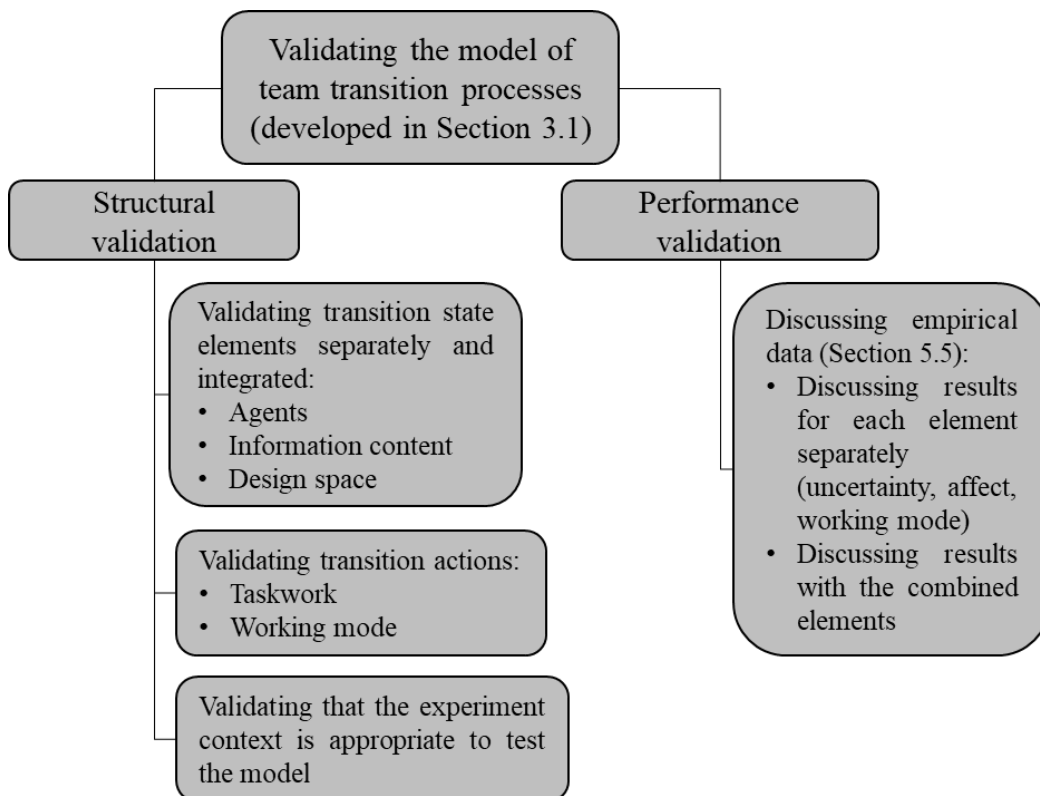 Validating the model of
team transition processes
(developed in Section 3.1)
Structural
validation
Performance
validation
Validating transition state
elements separately and
integrated:
• Agents
• Information content
• Design space
Validating transition actions:
• Taskwork
• Working mode
Validating that the experiment
context is appropriate to test
the model
Discussing empirical
data (Section 5.5):
• Discussing results
for each element
separately
(uncertainty, affect,
working mode)
• Discussing results
with the combined
elements